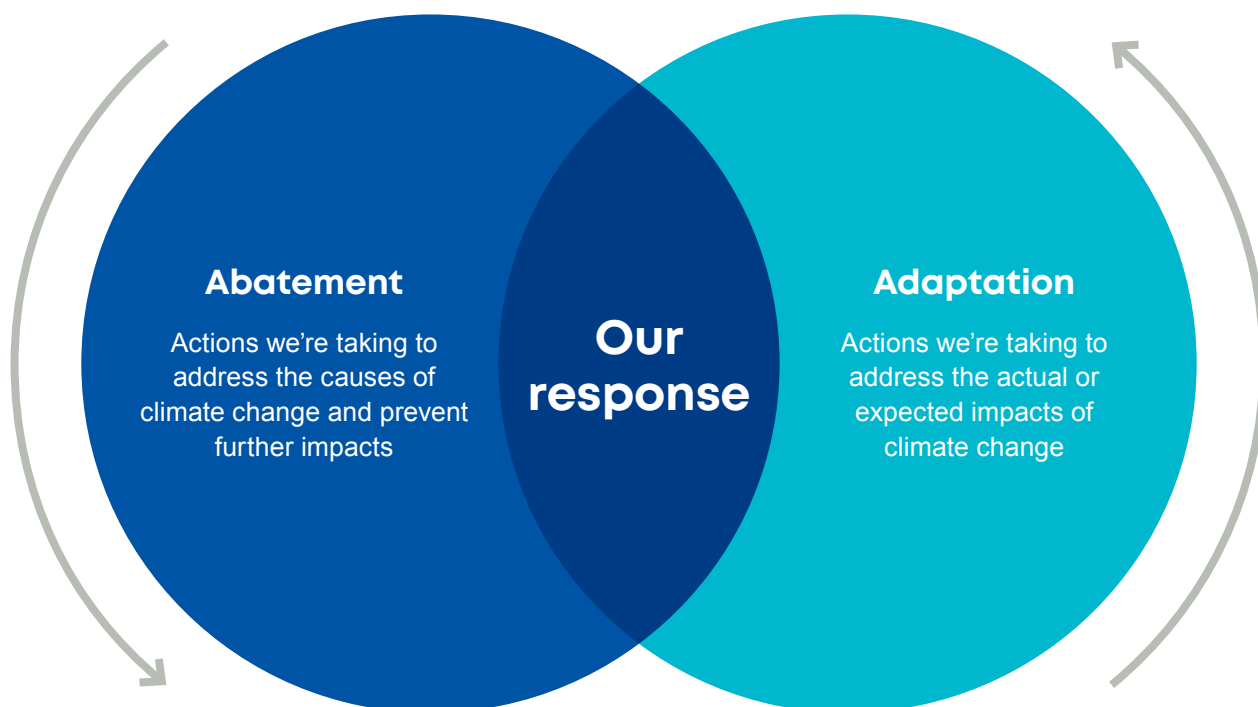 Abatement
Actions we’re taking to
address the causes of
climate change and prevent
further impacts
Our
response
Adaptation
Actions we’re taking to
address the actual or
expected impacts of
climate change